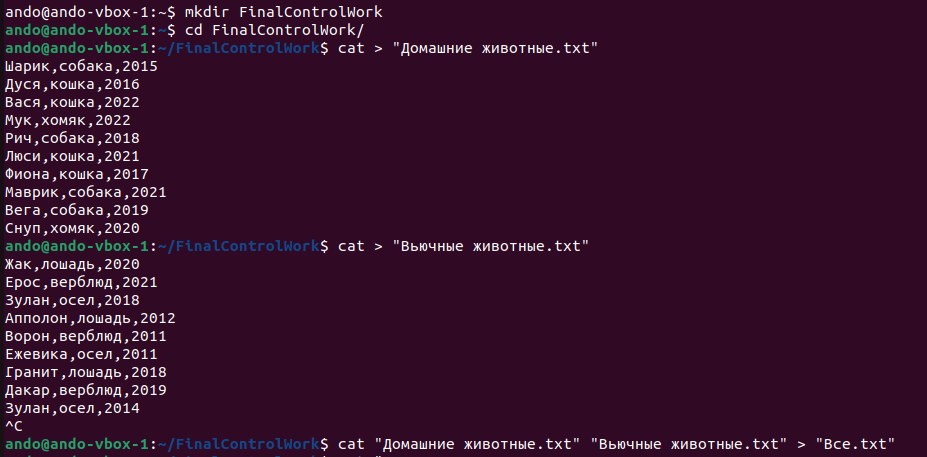 ando@ando-vbox-1:~$ mkdir FinalControlWork
ando@ando-vbox-1:~$ cd FinalControlWork/
ando@ando-vbox-1:~/FinalControlWork$ cat > "Домашние животные.txt"
Шарик,собака,2015
Дуся,кошка,2016
Вася,кошка,2022
Мук,хомяк,2022
Рич,собака,2018
Люси,кошка,2021
Фиона,кошка,2017
Маврик,собака,2021
Вега,собака,2019
Снуп,хомяк,2020
ando@ando-vbox-1:~/FinalControlWork$ cat > "Вьючные животные.txt"
Жак,лошадь,2020
Ерос,верблюд,2021
Зулан,осел,2018
Апполон,лошадь,2012
Ворон,верблюд,2011
Ежевика,осел,2011
Гранит,лошадь,2018
Дакар,верблюд,2019
Зулан,осел,2014
^C
ando@ando-vbox-1:~/FinalControlWork$ cat "Домашние животные.txt" "Вьючные животные.txt" > "Все.txt"